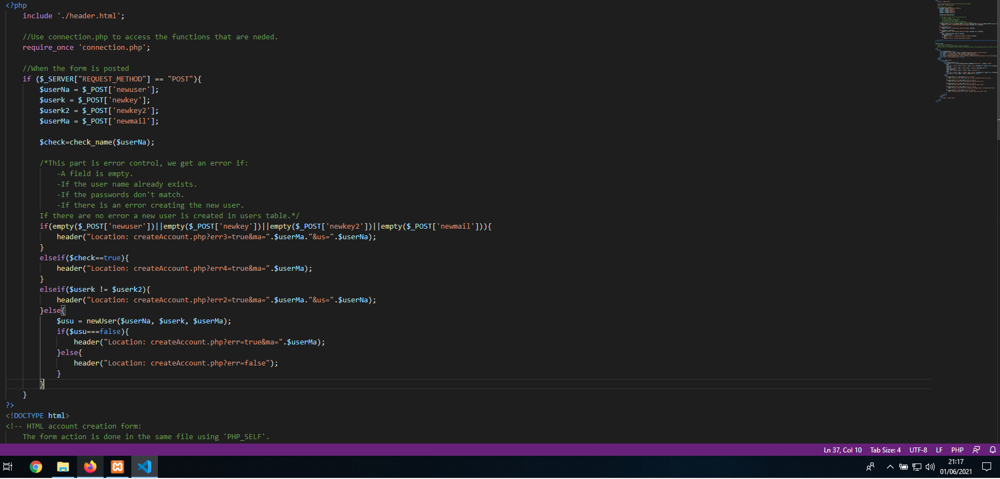 <?php
include './header.html';
//Use connection.php to access the functions that are neded.
require_once 'connection.php';
//When the form is posted
if ($_SERVER["REQUEST_METHOD"] == "POST"){
$userNa = $_POST['newuser'];
$userk = $_POST['newkey'];
$userk2 = $_POST['newkey2'];
$userMa = $_POST['newmail'];
$check=check_name($userNa);
/*This part is error control, we get an error if:
-A field is empty.
-If the user name already exists.
-If the passwords don't match.
-If there is an error creating the new user.
If there are no error a new user is created in users table.*/
if(empty($_POST['newuser'])||empty($_POST['newkey'])||empty($_POST['newkey2'])||empty($_POST['newmail'])){
header("Location: createAccount.php?err3=true&ma=".$userMa."&us=".$userNa);
}
elseif($check==true){
header("Location: createAccount.php?err4=true&ma=".$userMa);
}
elseif($userk != $userk2){
header("Location: createAccount.php?err2=true&ma=".$userMa."&us=".$userNa);
}else{
$usu = newUser($userNa, $userk, $userMa);
if($usu===false){
header("Location: createAccount.php?err=true&ma=".$userMa);
}else{
header("Location: createAccount.php?err=false");
}
}
}
?>
<!DOCTYPE html>
<!-- HTML account creation form:
The form action is done in the same file using 'PHP_SELF'.
Ln 37, Col 10 Tab Size: 4 UTF-8 LF PHP
21:17
01/06/2021